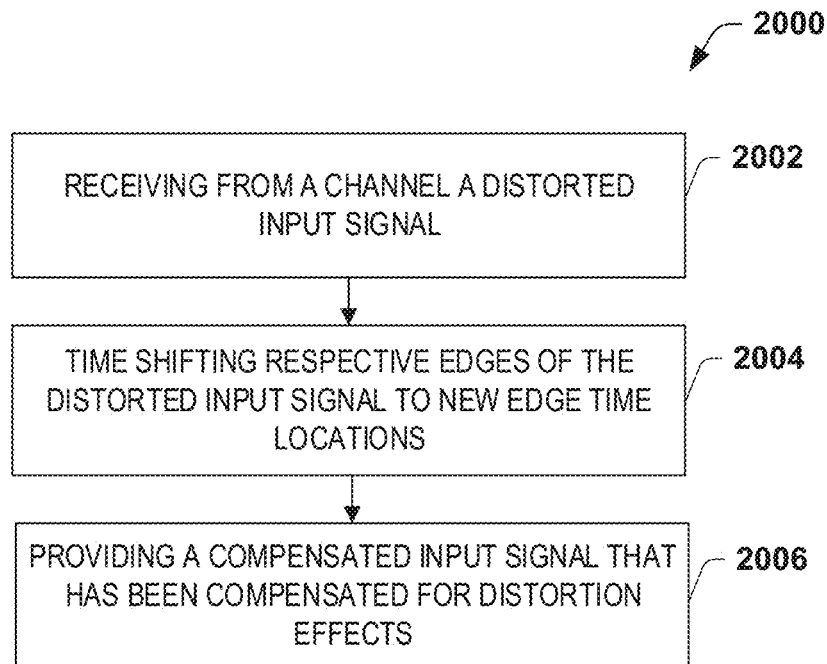 2000
RECEIVING FROM A CHANNEL A DISTORTED
INPUT SIGNAL
2002
TIME SHIFTING RESPECTIVE EDGES OF THE
DISTORTED INPUT SIGNAL TO NEW EDGE TIME
LOCATIONS
2004
PROVIDING A COMPENSATED INPUT SIGNAL THAT
HAS BEEN COMPENSATED FOR DISTORTION
EFFECTS
2006